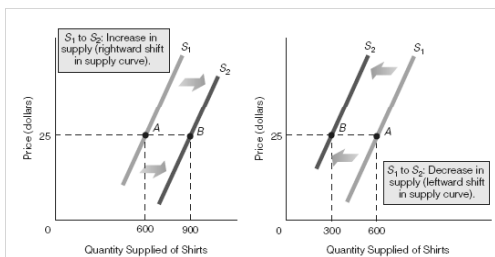 S1 to S2: Increase in
supply (rightward shift
in supply curve).
S1
S2
Price (dollars)
25
A
B
0
600
900
Quantity Supplied of Shirts
S2
S1
Price (dollars)
25
B
A
S1 to S2: Decrease in
supply (leftward shift
in supply curve).
0
300
600
Quantity Supplied of Shirts